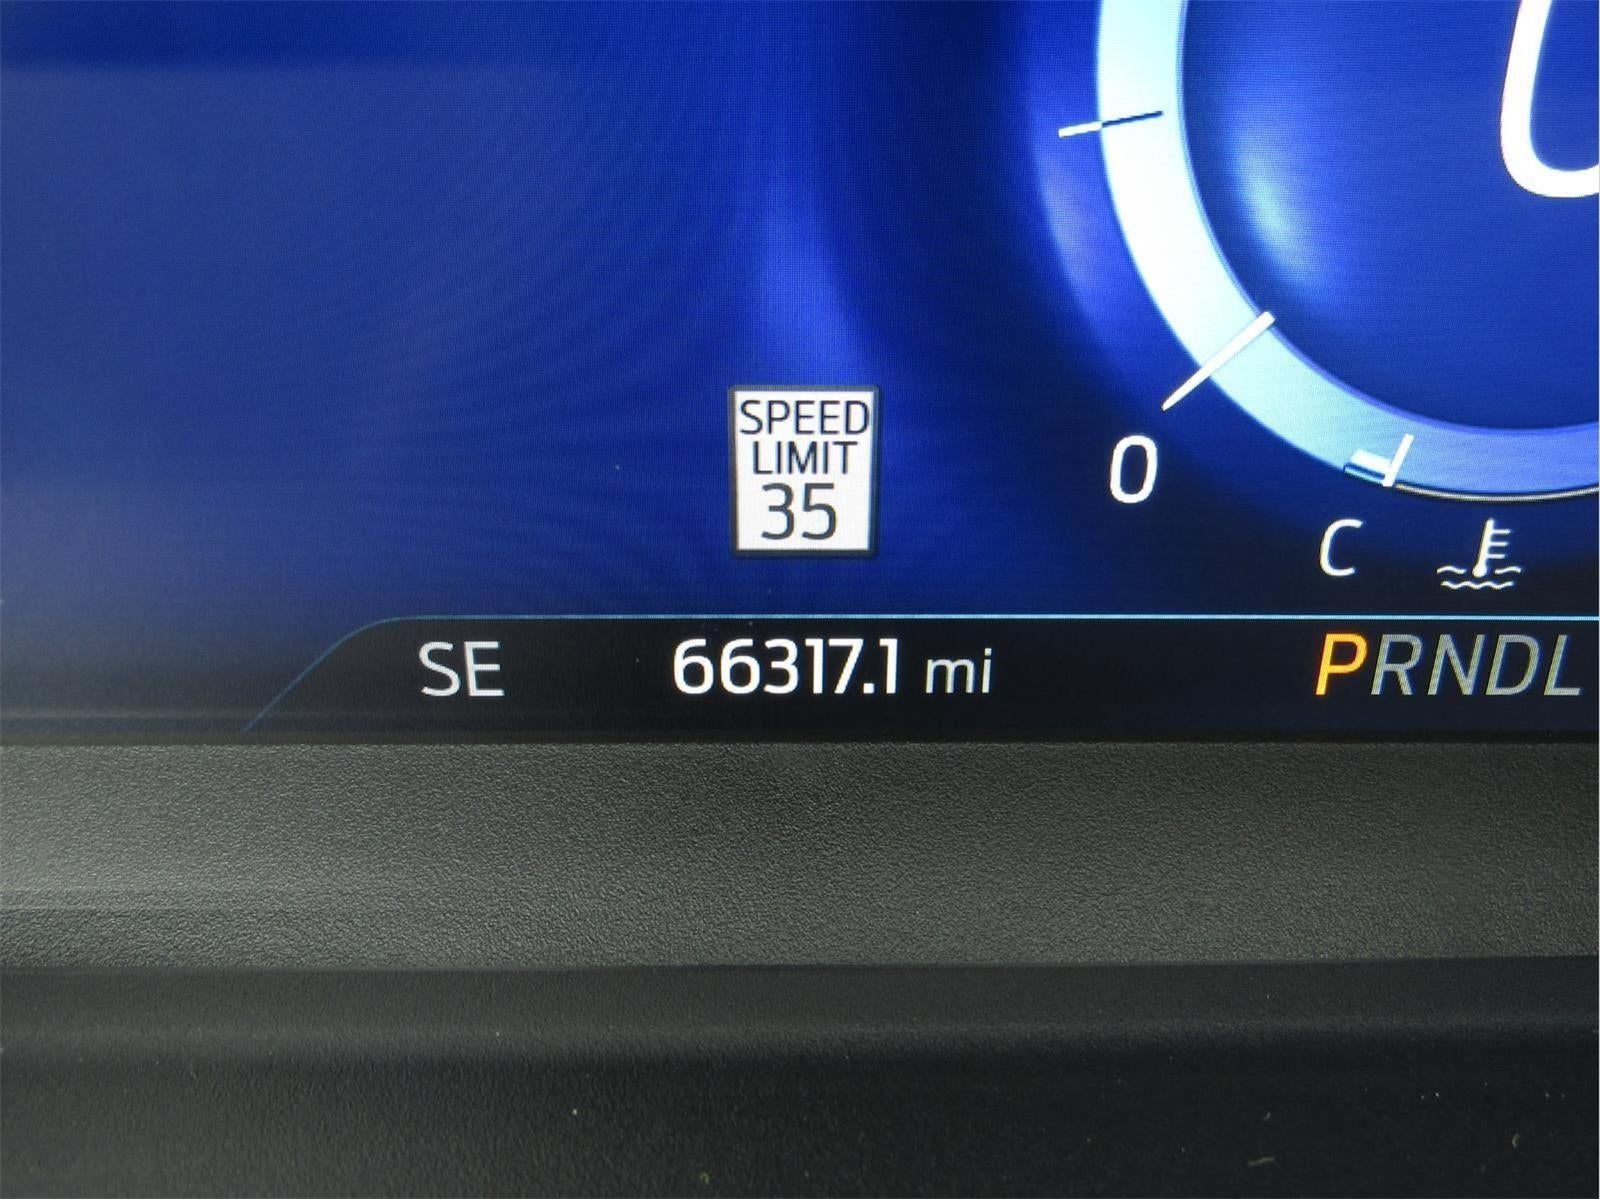 SPEED
LIMIT
35
0
C
SE 66317.1 mi PRNDL